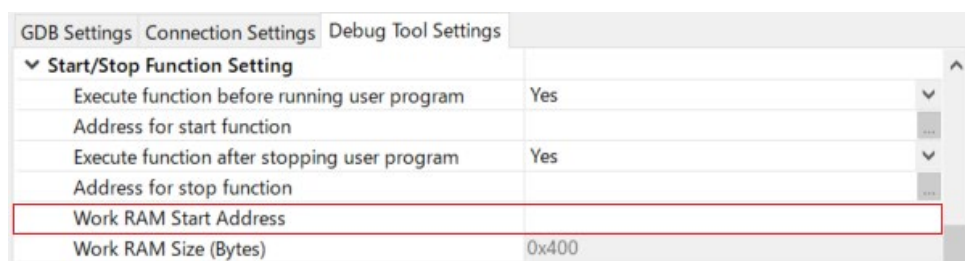 GDB Settings Connection Settings Debug Tool Settings
Start/Stop Function Setting
Execute function before running user program Yes
Address for start function ...
Execute function after stopping user program Yes
Address for stop function ...
Work RAM Start Address
Work RAM Size (Bytes) 0x400